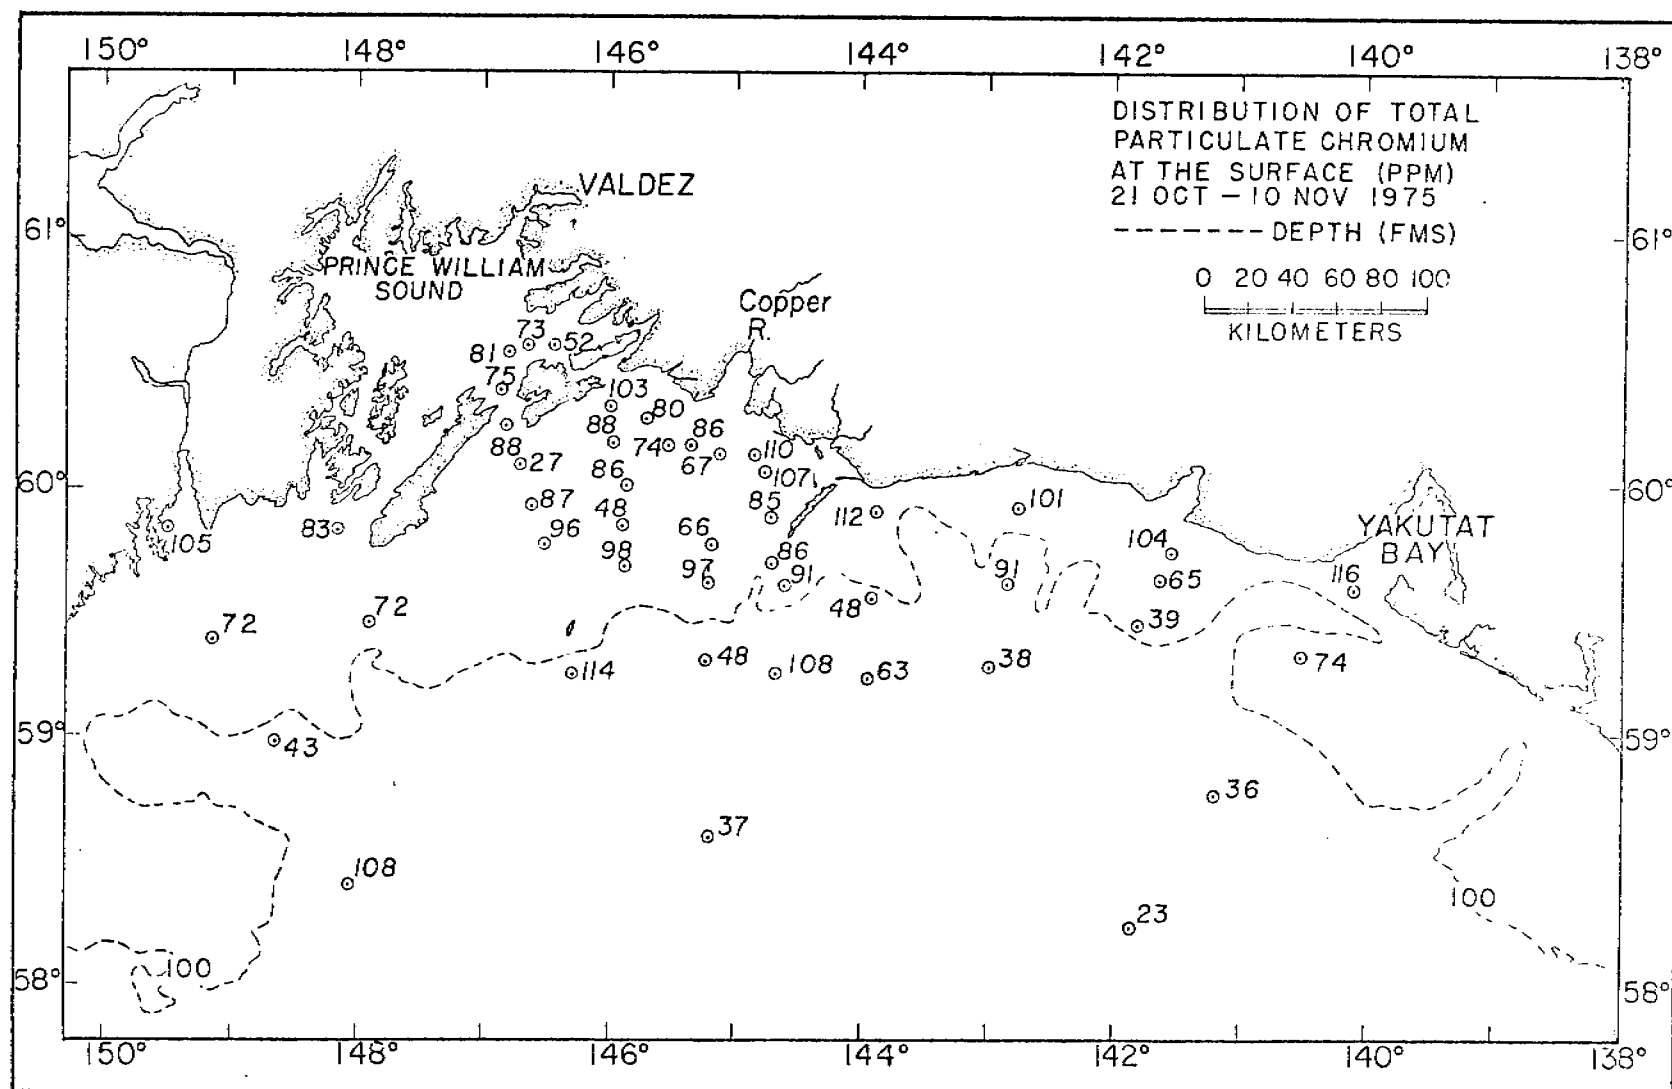 150° 148° 146° 144° 142° 140° 138°
DISTRIBUTION OF TOTAL
PARTICULATE CHROMIUM
AT THE SURFACE (PPM)
21 OCT – 10 NOV 1975
------- DEPTH (FMS)
0 20 40 60 80 100
KILOMETERS
VALDEZ
61° 61°
PRINCE WILLIAM
SOUND
Copper
R.
73
81 52
75
103
80
88 86
88 74 110
27 67
86 107
60° 60°
87 85 101
48 112
105 83 96 66 104
YAKUTAT
BAY
98 86
97 91 91 65 116
48
72 72 39
114 48 108 63 38 74
59° 59°
43
36
37
108
100
23
100
58° 58°
150° 148° 146° 144° 142° 140° 138°